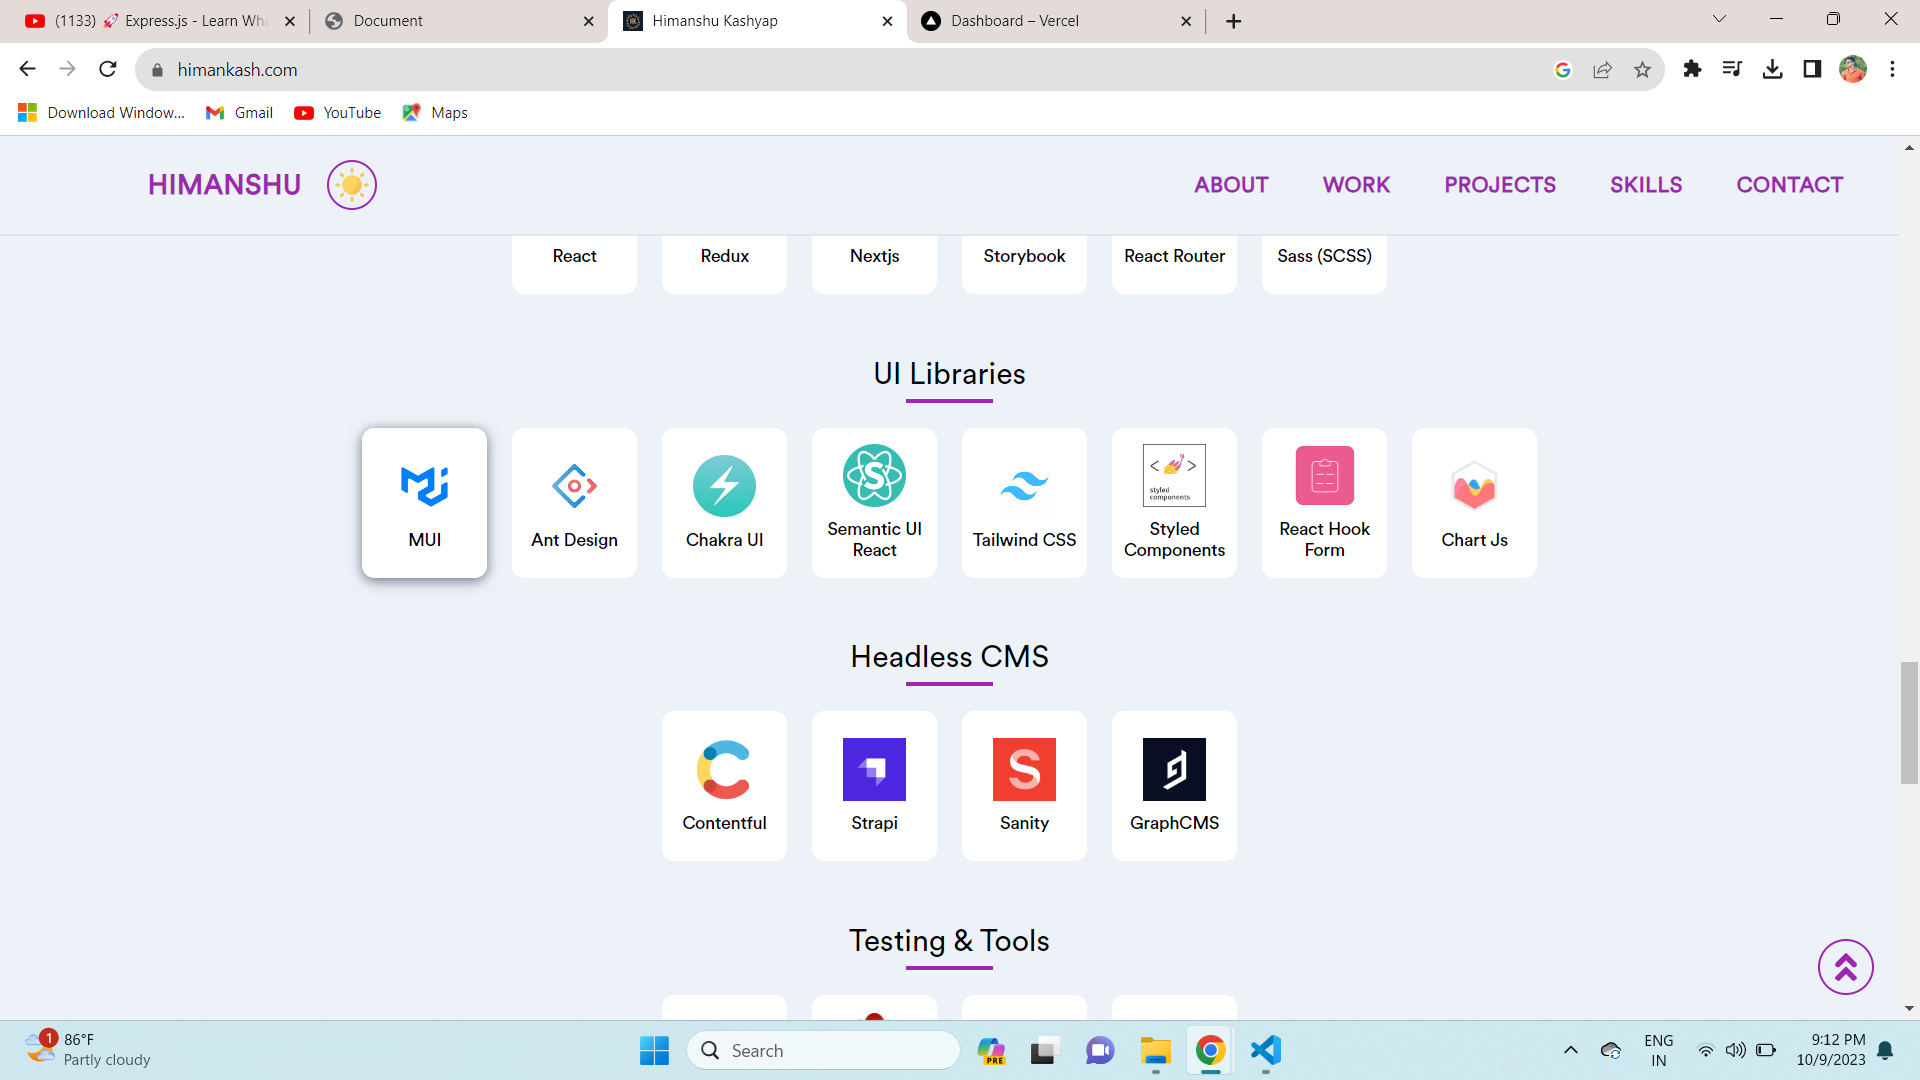 (1133) 🚀 Express.js - Learn Wha
Document
Himanshu Kashyap
Dashboard – Vercel
himankash.com
Download Window...
Gmail
YouTube
Maps
HIMANSHU
ABOUT
WORK
PROJECTS
SKILLS
CONTACT
React
Redux
Nextjs
Storybook
React Router
Sass (SCSS)
UI Libraries
MUI
Ant Design
Chakra UI
Semantic UI
React
Tailwind CSS
styled
components
Styled
Components
React Hook
Form
Chart Js
Headless CMS
Contentful
Strapi
Sanity
GraphCMS
Testing & Tools
1
86°F
Partly cloudy
Search
PRE
ENG
IN
9:12 PM
10/9/2023